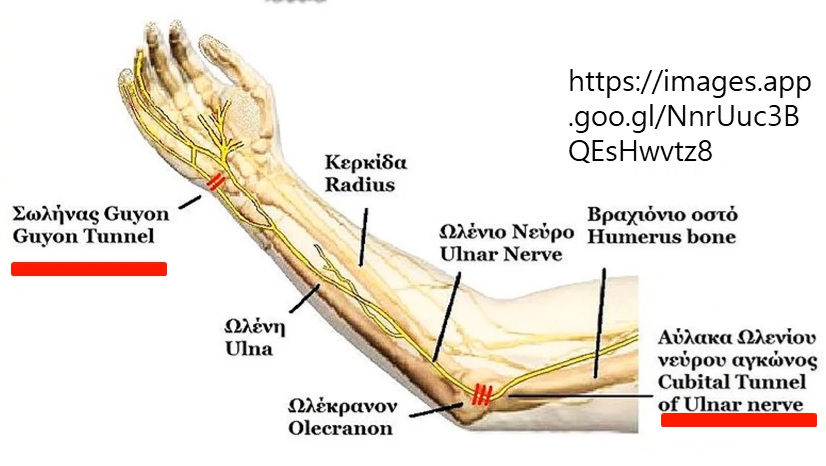 https://images.app
.goo.gl/NnrUuc3B
QEsHwvtz8
Κερκίδα
Radius
Σωλήνας Guyon
Guyon Tunnel
Ωλένιο Νεύρο
Ulnar Nerve
Βραχιόνιο οστό
Humerus bone
Ωλένη
Ulna
Αύλακα Ωλενίου
νεύρου αγκώνος
Cubital Tunnel
of Ulnar nerve
Ωλέκρανον
Olecranon